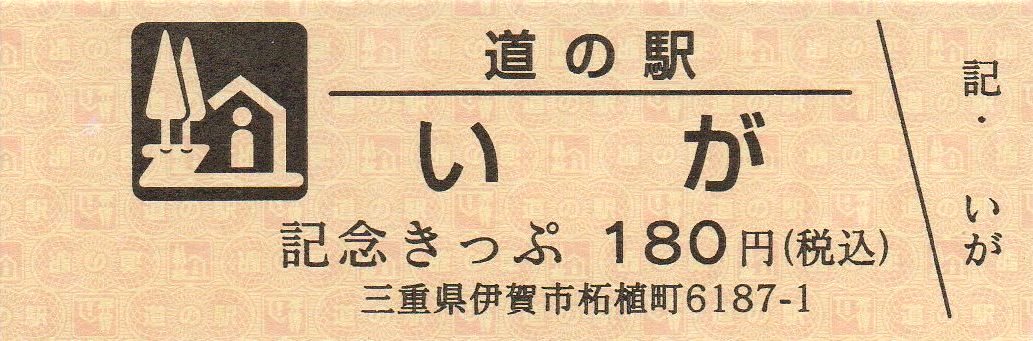 道の駅
いが
記念きっぷ 180円(税込)
三重県伊賀市柘植町6187-1
記・いが